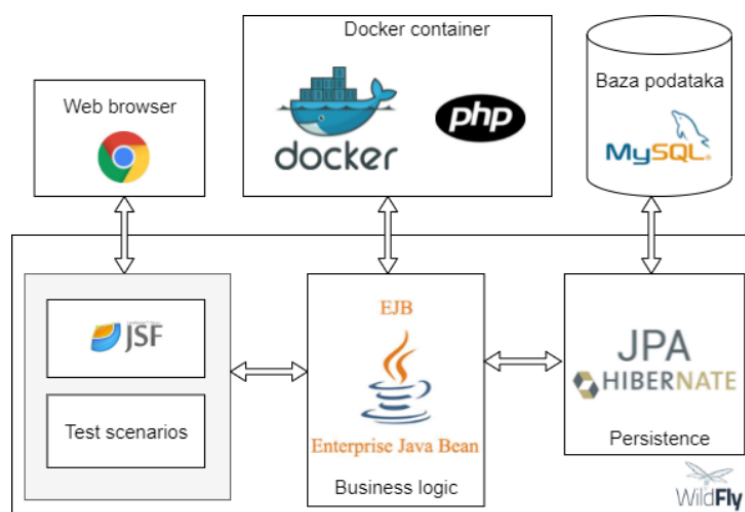 Docker container
docker
php
Baza podataka
MySQL
Web browser
JSF
Test scenarios
EJB
Enterprise Java Bean
Business logic
JPA
HIBERNATE
Persistence
WildFly